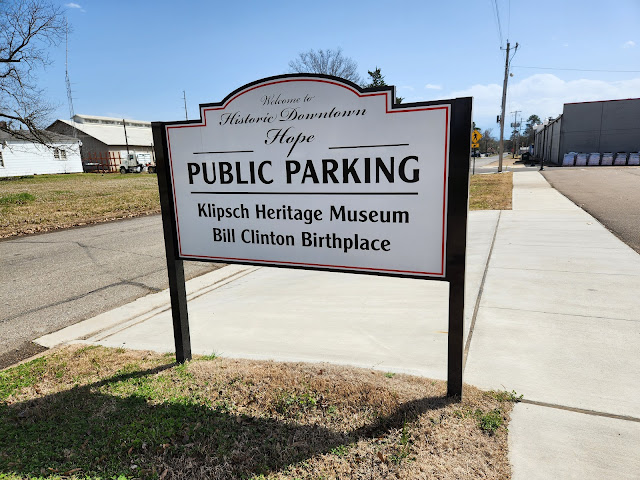 Welcome to
Historic Downtown
Hope
PUBLIC PARKING
Klipsch Heritage Museum
Bill Clinton Birthplace